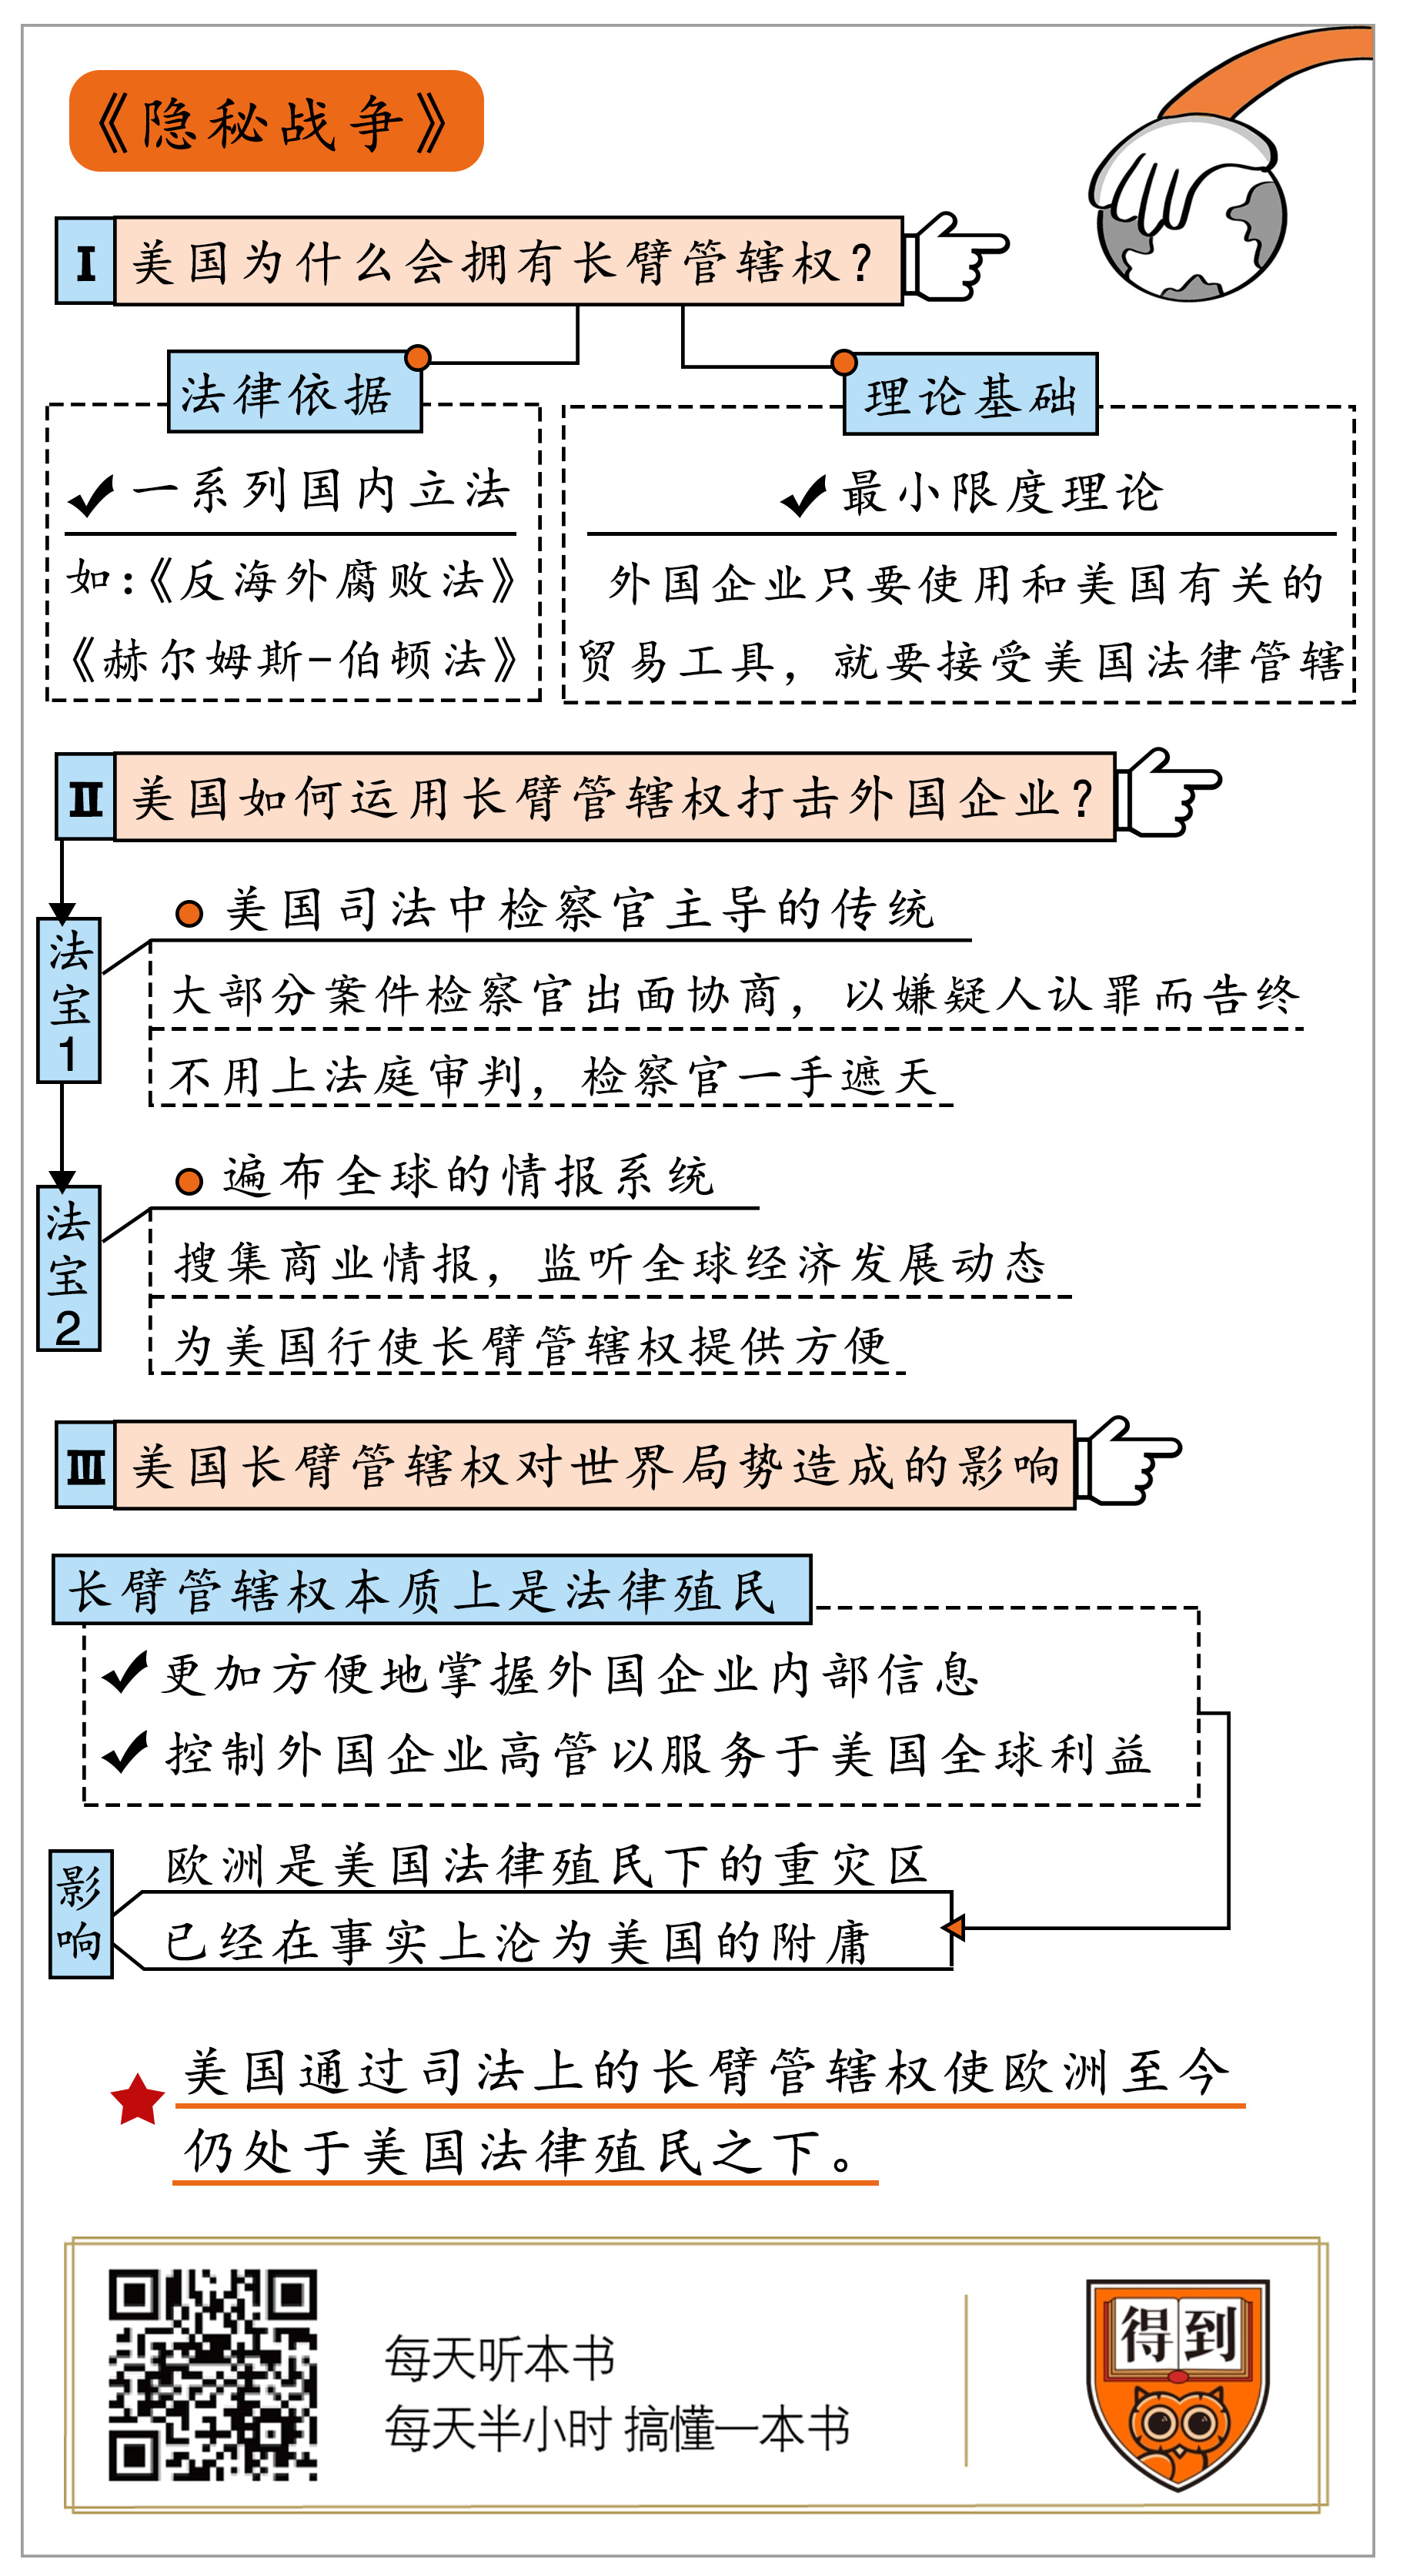 《隐秘战争》
I 美国为什么会拥有长臂管辖权?
法律依据
一系列国内立法
如:《反海外腐败法》
《赫尔姆斯-伯顿法》
理论基础
最小限度理论
外国企业只要使用和美国有关的
贸易工具，就要接受美国法律管辖
II 美国如何运用长臂管辖权打击外国企业?
法宝1
美国司法中检察官主导的传统
大部分案件检察官出面协商，以嫌疑人认罪而告终
不用上法庭审判，检察官一手遮天
法宝2
遍布全球的情报系统
搜集商业情报，监听全球经济发展动态
为美国行使长臂管辖权提供方便
III 美国长臂管辖权对世界局势造成的影响
长臂管辖权本质上是法律殖民
更加方便地掌握外国企业内部信息
控制外国企业高管以服务于美国全球利益
影响
欧洲是美国法律殖民下的重灾区
已经在事实上沦为美国的附庸
美国通过司法上的长臂管辖权使欧洲至今
仍处于美国法律殖民之下。
每天听本书
每天半小时 搞懂一本书
得到